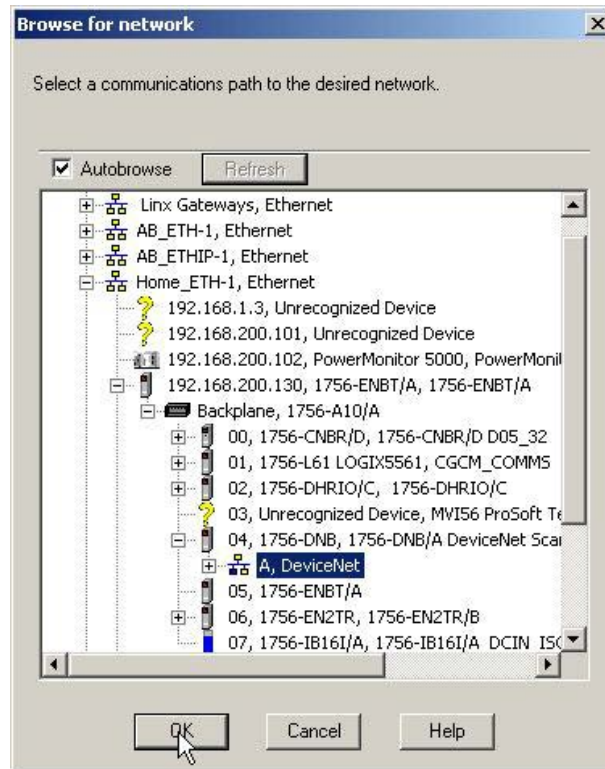 Browse for network
Select a communications path to the desired network.
Autobrowse Refresh
Linx Gateways, Ethernet
AB_ETH-1, Ethernet
AB_ETHIP-1, Ethernet
Home_ETH-1, Ethernet
192.168.1.3, Unrecognized Device
192.168.200.101, Unrecognized Device
192.168.200.102, PowerMonitor 5000, PowerMonil
192.168.200.130, 1756-ENBT/A, 1756-ENBT/A
Backplane, 1756-A10/A
00, 1756-CNBR/D, 1756-CNBR/D D05_32
01, 1756-L61 LOGIX5561, CGCM_COMMS
02, 1756-DHRIO/C, 1756-DHRIO/C
03, Unrecognized Device, MVI56 ProSoft Te
04, 1756-DNB, 1756-DNB/A DeviceNet Scar
A, DeviceNet
05, 1756-ENBT/A
06, 1756-EN2TR, 1756-EN2TR/B
07, 1756-IB16I/A, 1756-IB16I/A DCIN ISC
OK Cancel Help